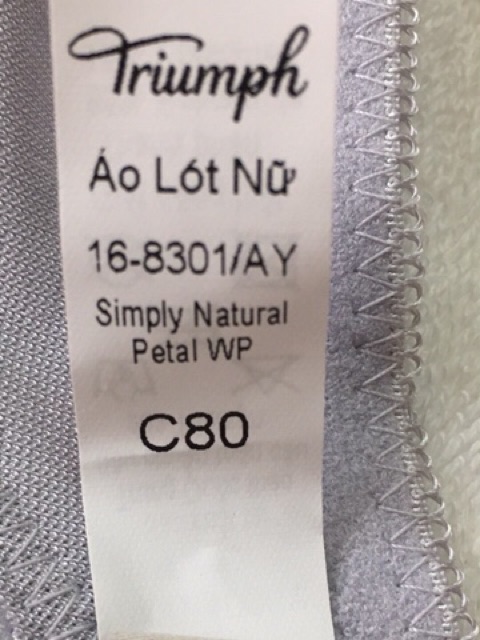 Triumph
Áo Lót Nữ
16-8301/AY
Simply Natural
Petal WP
C80